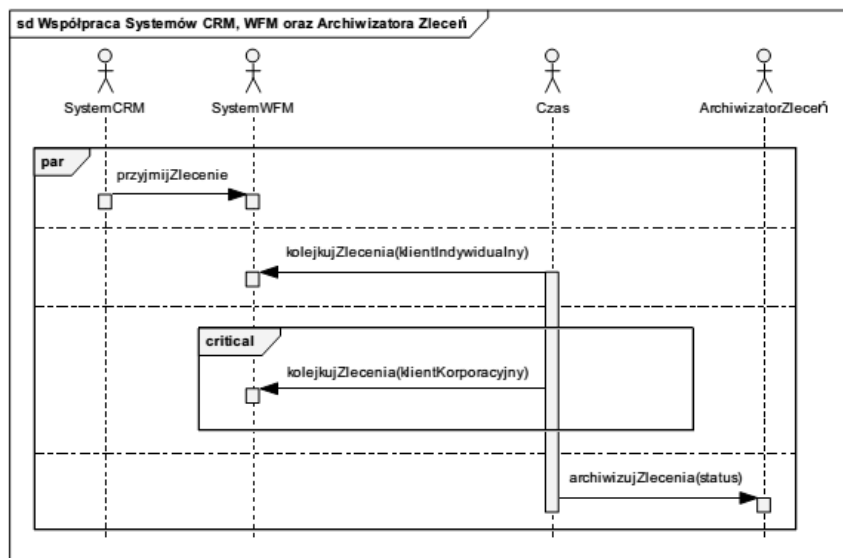 sd Współpraca Systemów CRM, WFM oraz Archiwizatora Zleceń
SystemCRM SystemWFM Czas ArchiwizatorZleceń
par
przyjmijZlecenie
kolejkujZlecenia(klientIndywidualny)
critical
kolejkujZlecenia(klientKorporacyjny)
archiwizujZlecenia(status)